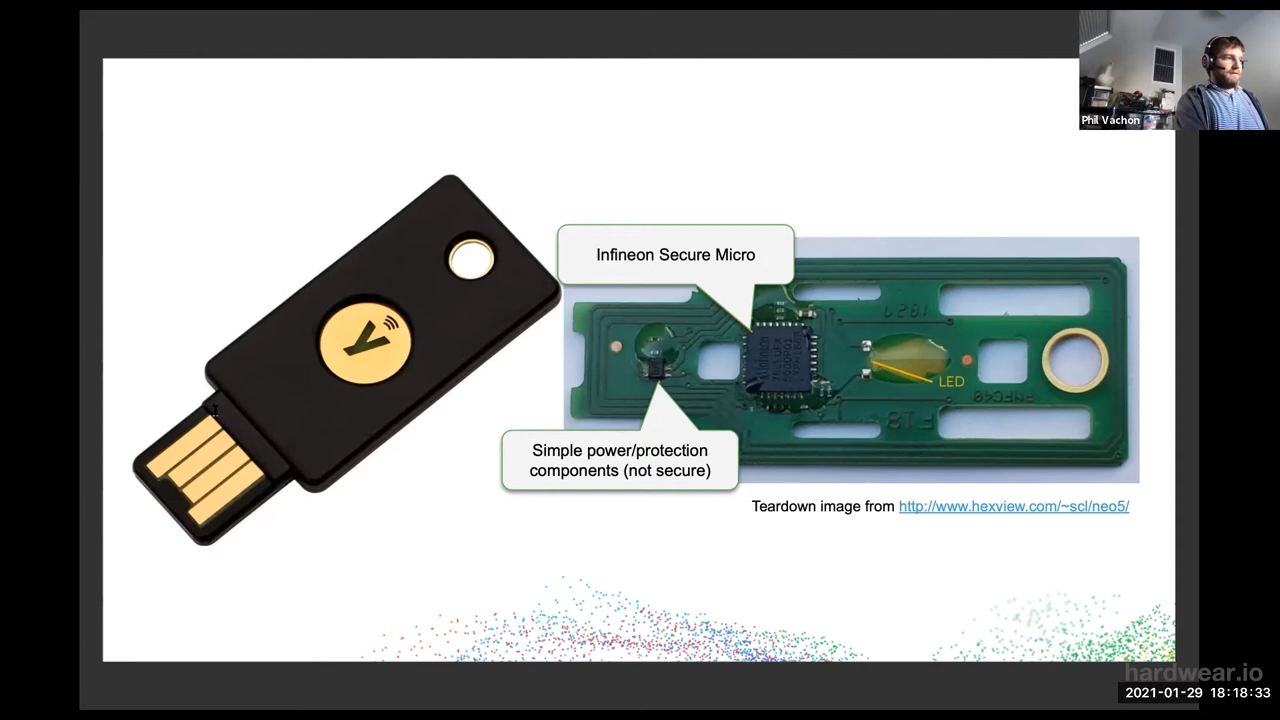 Phil Vachon
Infineon Secure Micro
LED
Simple power/protection
components (not secure)
Teardown image from http://www.hexview.com/~scl/neo5/
hardwear.io
2021-01-29 18:18:33